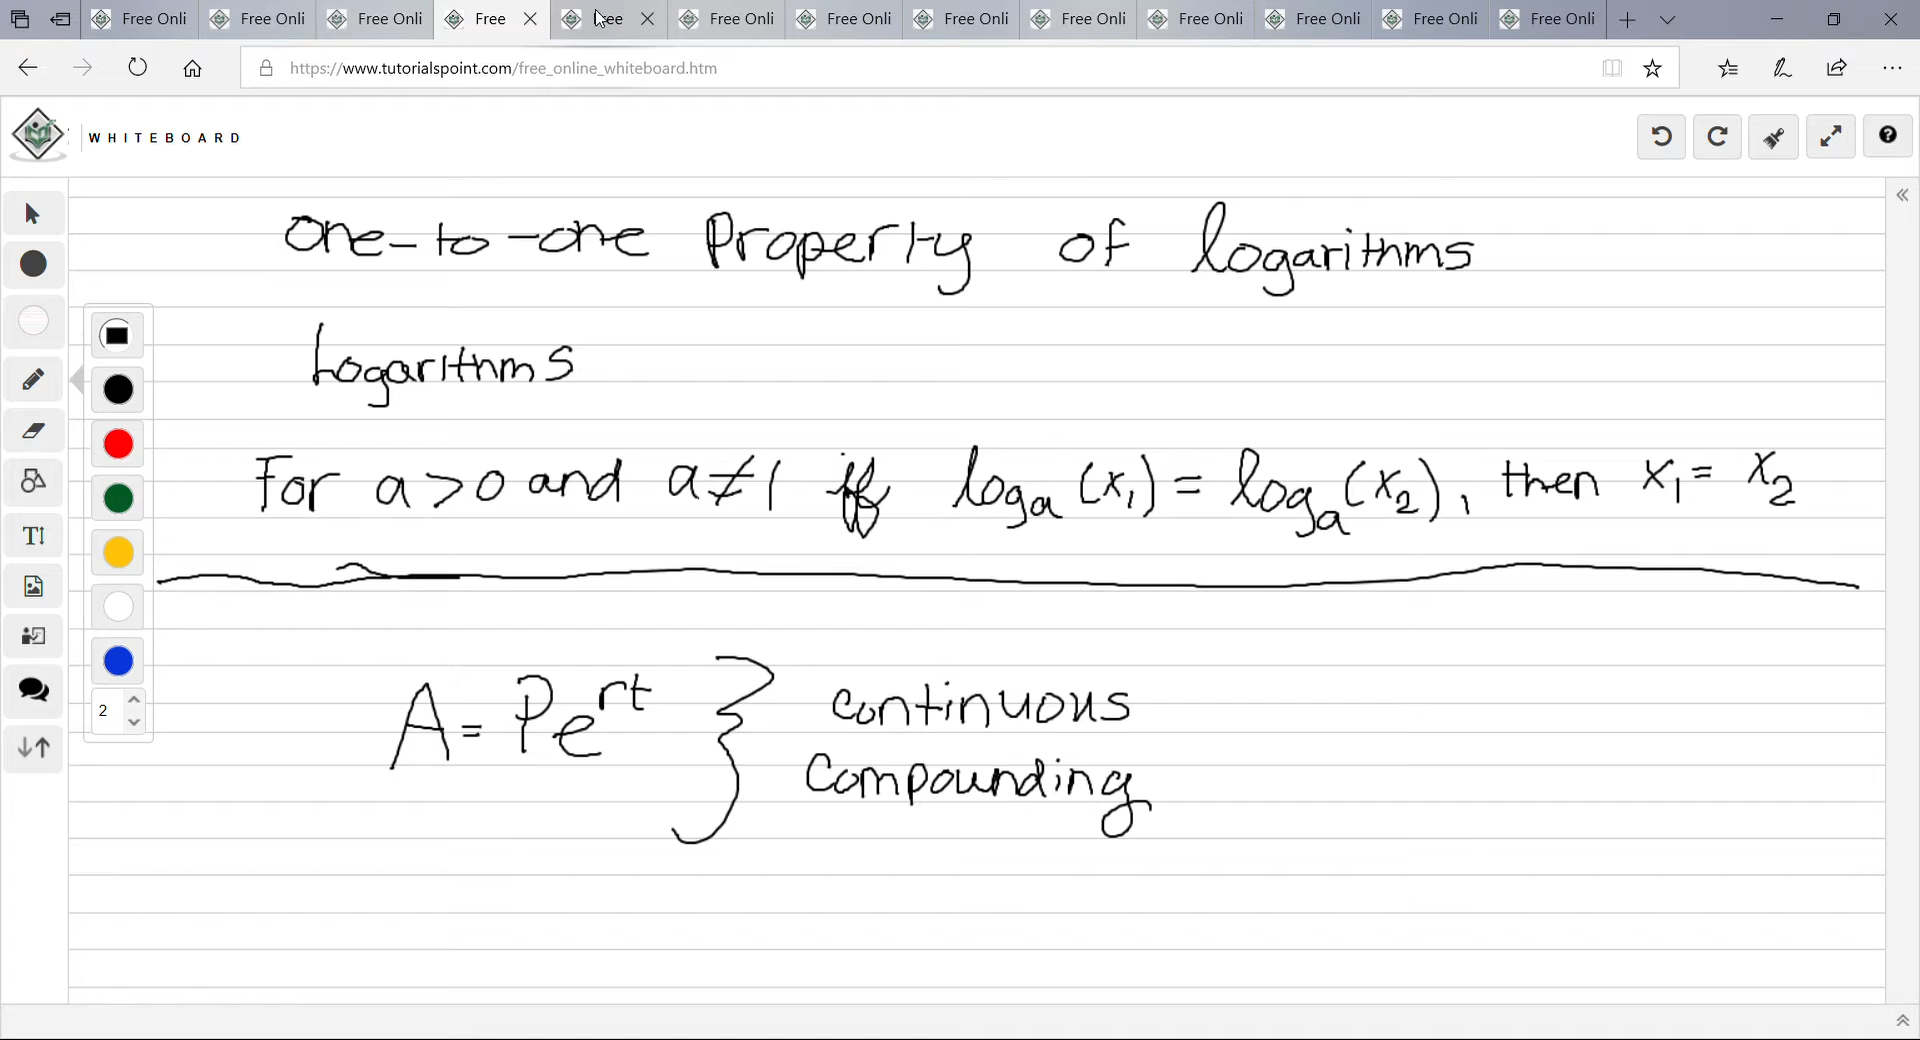 Free Onli Free Onli Free Onli Free Free Onli Free Onli Free Onli Free Onli Free Onli Free Onli Free Onli Free Onli
https://www.tutorialspoint.com/free_online_whiteboard.htm
WHITEBOARD
One-to-one Property of logarithms
Logarithms
For a>0 and a≠1 if logₐ(x₁) = logₐ(x₂), then x₁ = x₂
2
A = Pe^rt } continuous
Compounding